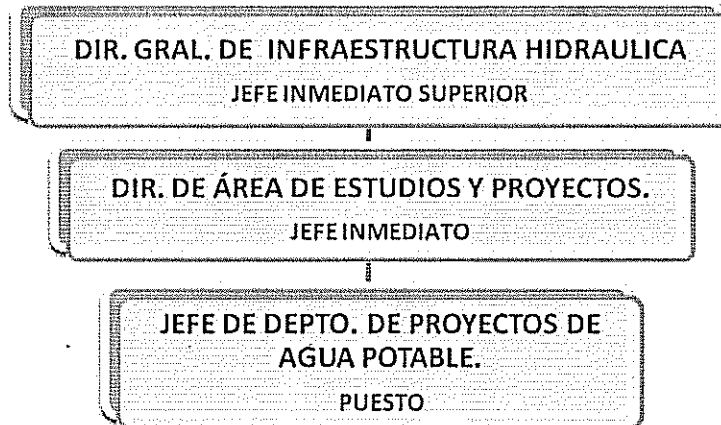 DIR. GRAL. DE INFRAESTRUCTURA HIDRAULICA
JEFE INMEDIATO SUPERIOR
DIR. DE ÁREA DE ESTUDIOS Y PROYECTOS.
JEFE INMEDIATO
JEFE DE DEPTO. DE PROYECTOS DE
AGUA POTABLE.
PUESTO